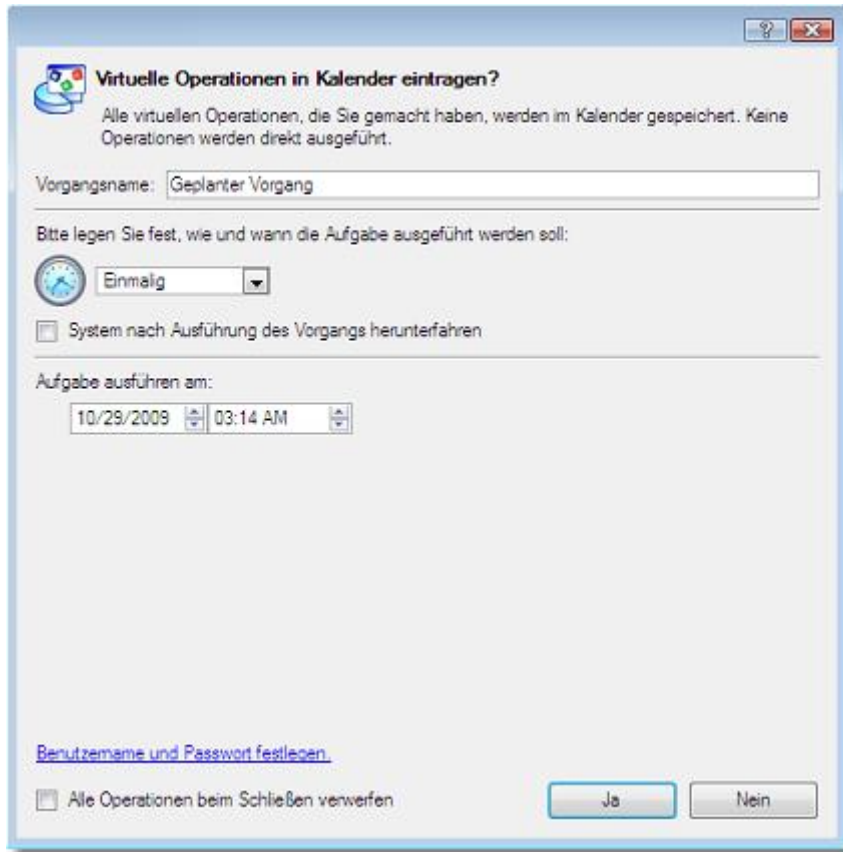 Virtuelle Operationen in Kalender eintragen?
Alle virtuellen Operationen, die Sie gemacht haben, werden im Kalender gespeichert. Keine
Operationen werden direkt ausgeführt.
Vorgangsname: Geplanter Vorgang
Bitte legen Sie fest, wie und wann die Aufgabe ausgeführt werden soll:
Einmalig
System nach Ausführung des Vorgangs herunterfahren
Aufgabe ausführen am:
10/29/2009 03:14 AM
Benutzername und Passwort festlegen.
Alle Operationen beim Schließen verwerfen
Ja Nein